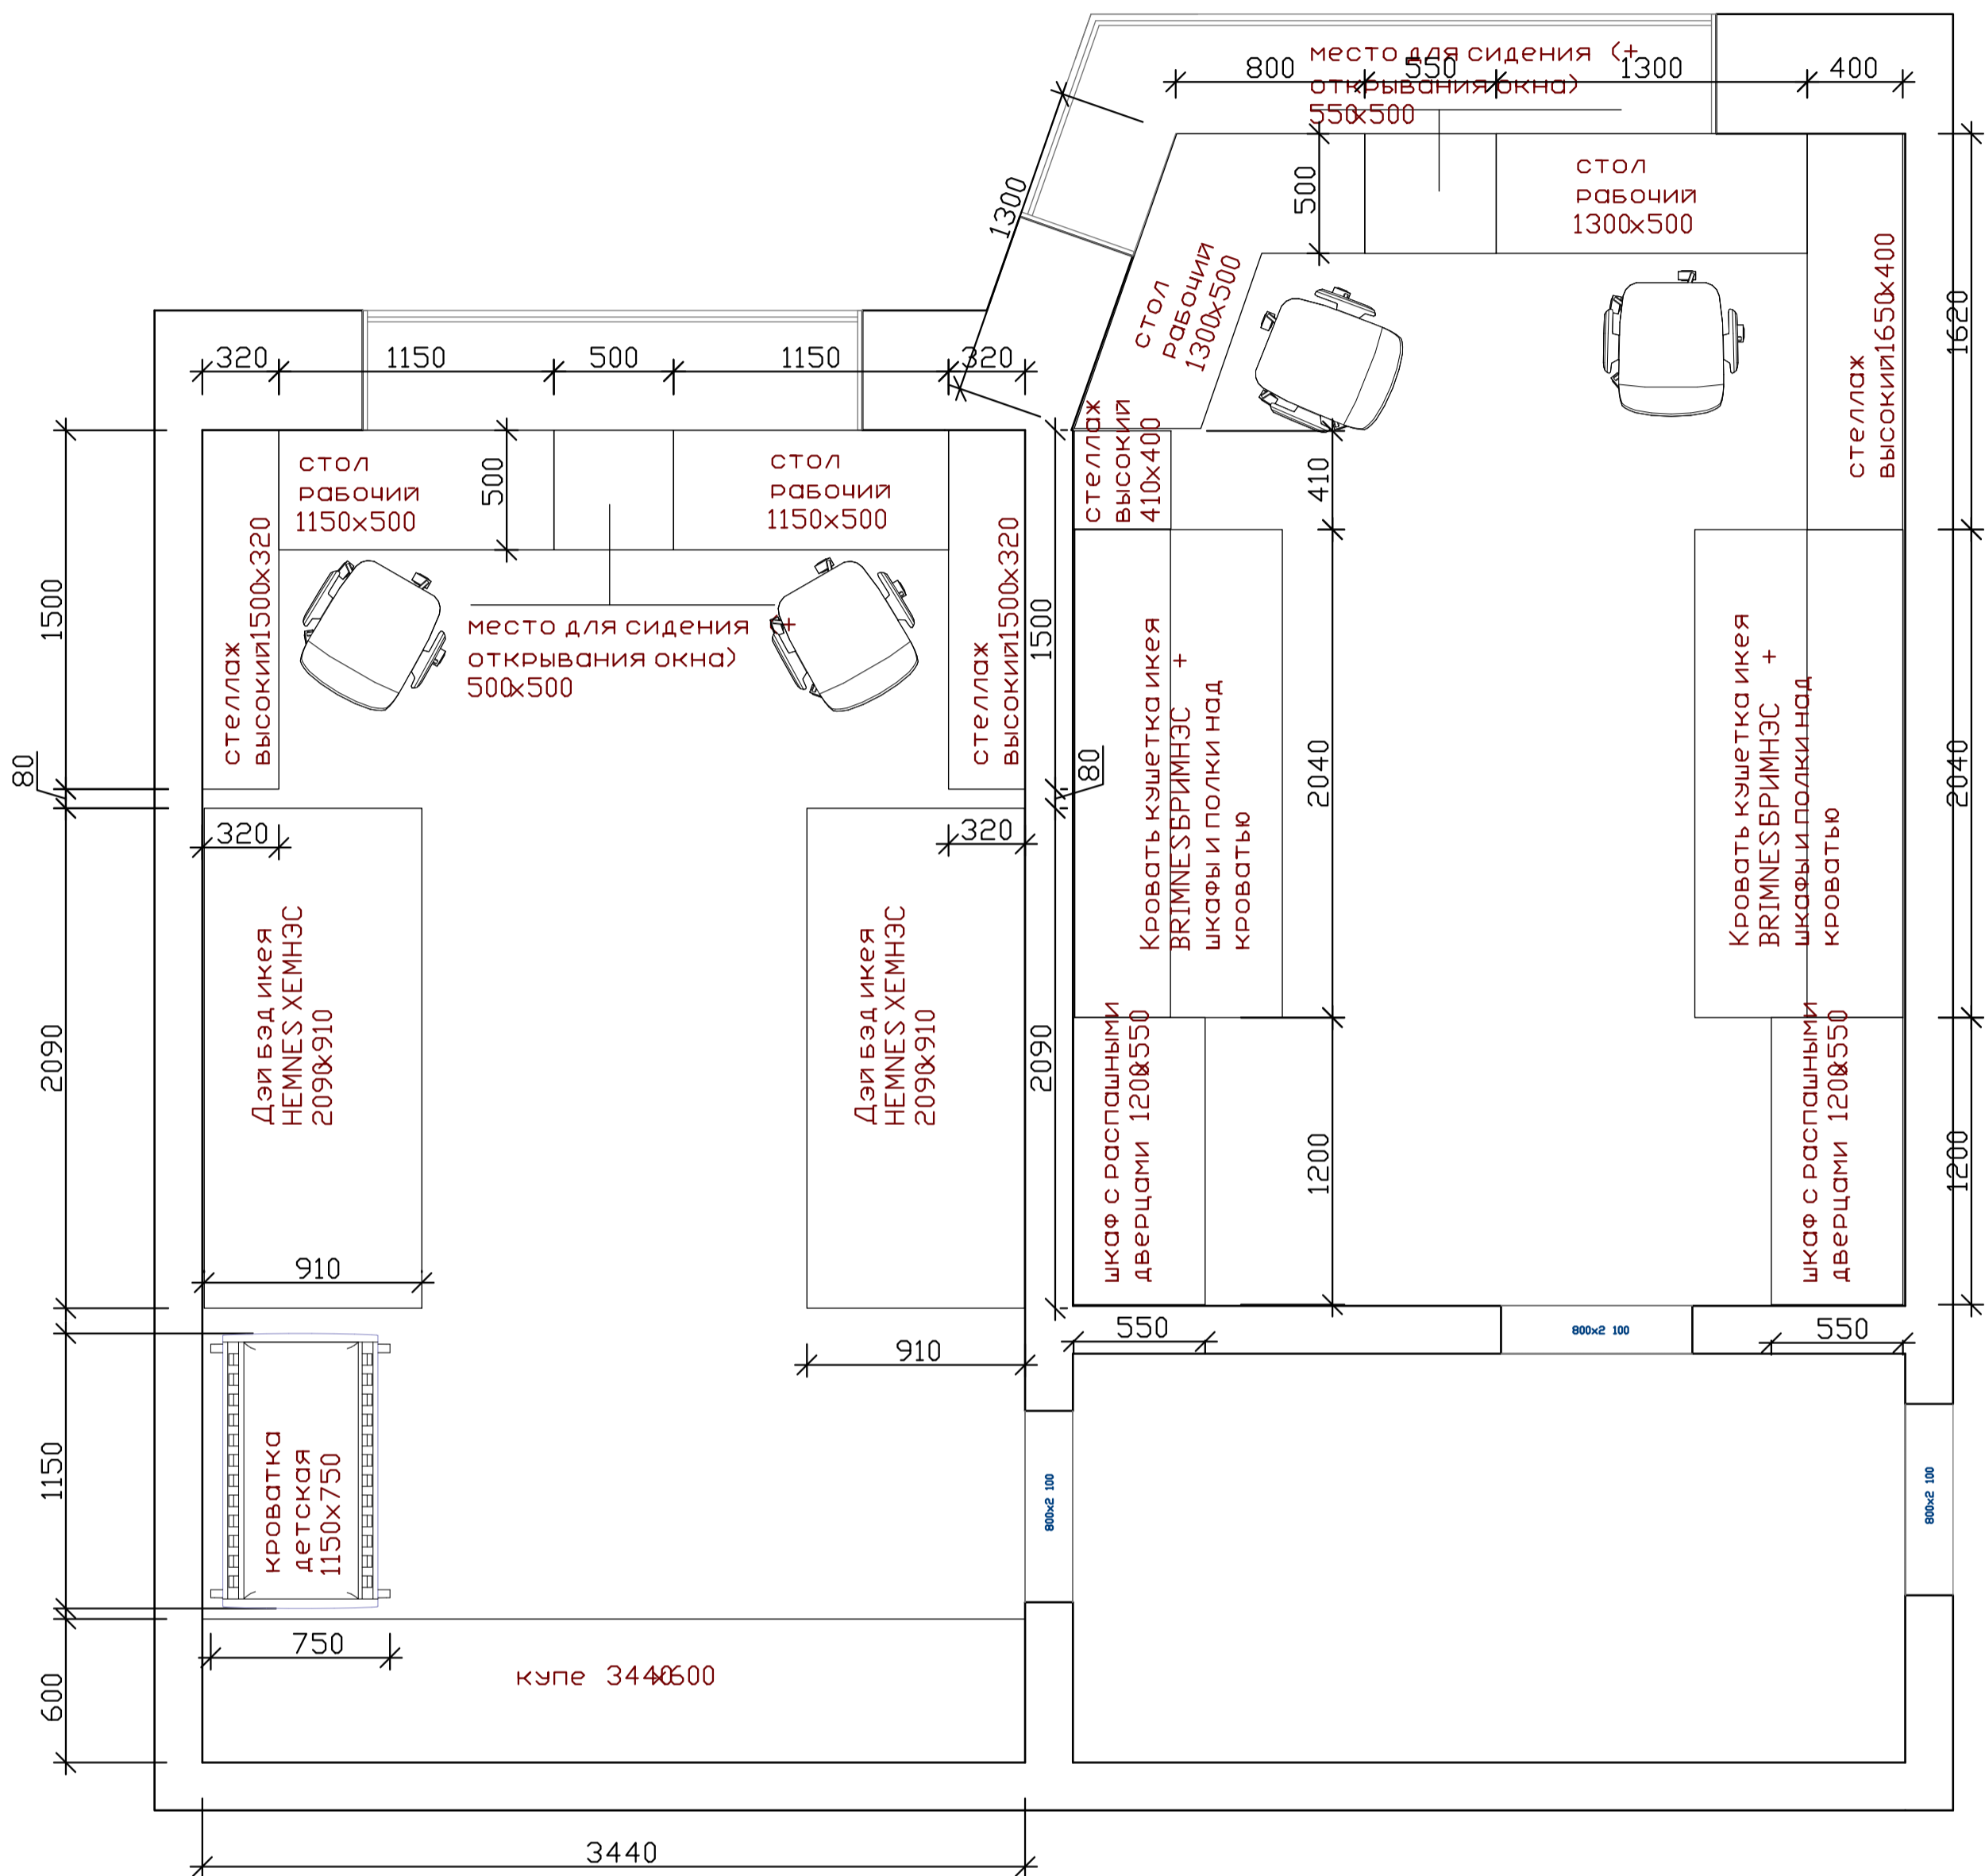 место для сидения (+
открывания окна)
550x500
800
550
1300
400
1300
500
стол
рабочий
1300x500
стол
рабочий
1300x500
стеллаж
высокий1650x400
1620
320
1150
500
1150
320
стол
рабочий
1150x500
500
стол
рабочий
1150x500
стеллаж
высокий1500x320
стеллаж
высокий1500x320
место для сидения (+
открывания окна)
500x500
1500
1500
80
80
стеллаж
высокий
410x400
410
320
320
Кровать кушетка икея
BRIMNESБРИМНЭС +
шкафы и полки над
кроватью
2040
Кровать кушетка икея
BRIMNESБРИМНЭС +
шкафы и полки над
кроватью
2040
Дэй бэд икея
HEMNES ХЕМНЭС
2090x910
Дэй бэд икея
HEMNES ХЕМНЭС
2090x910
2090
2090
шкаф с распашными
дверцами 1200x550
1200
шкаф с распашными
дверцами 1200x550
1200
910
910
550
800x2 100
550
кроватка
детская
1150x750
1150
800x2 100
800x2 100
750
600
купе 3440x600
3440